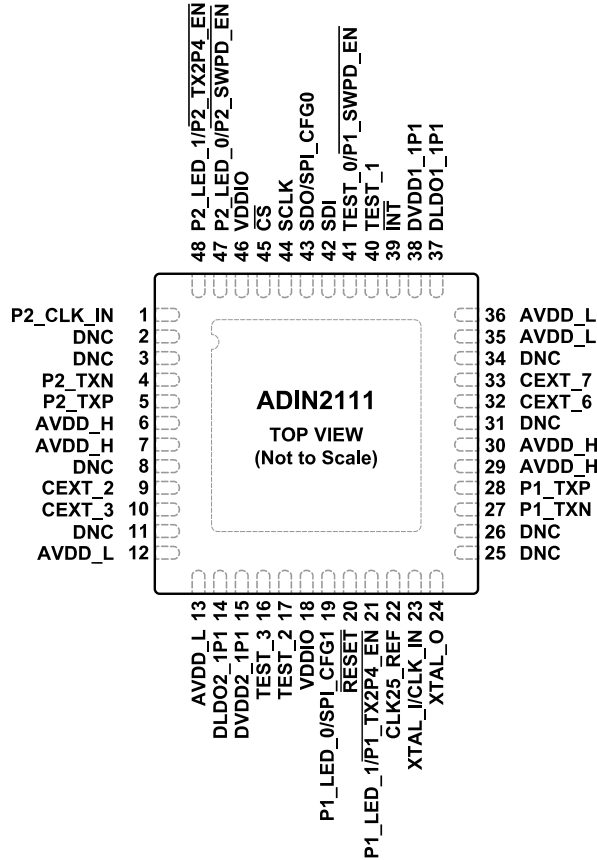 48 P2_LED_1/P2_TX2P4_EN
47 P2_LED_0/P2_SWPD_EN
46 VDDIO
45 CS
44 SCLK
43 SDO/SPI_CFG0
42 SDI
41 TEST_0/P1_SWPD_EN
40 TEST_1
39 INT
38 DVDD1_1P1
37 DLDO1_1P1
P2_CLK_IN 1
DNC 2
DNC 3
P2_TXN 4
P2_TXP 5
AVDD_H 6
AVDD_H 7
DNC 8
CEXT_2 9
CEXT_3 10
DNC 11
AVDD_L 12
ADIN2111
TOP VIEW
(Not to Scale)
36 AVDD_L
35 AVDD_L
34 DNC
33 CEXT_7
32 CEXT_6
31 DNC
30 AVDD_H
29 AVDD_H
28 P1_TXP
27 P1_TXN
26 DNC
25 DNC
AVDD_L 13
DLDO2_1P1 14
DVDD2_1P1 15
TEST_3 16
TEST_2 17
VDDIO 18
P1_LED_0/SPI_CFG1 19
RESET 20
P1_LED_1/P1_TX2P4_EN 21
CLK25_REF 22
XTAL_I/CLK_IN 23
XTAL_O 24